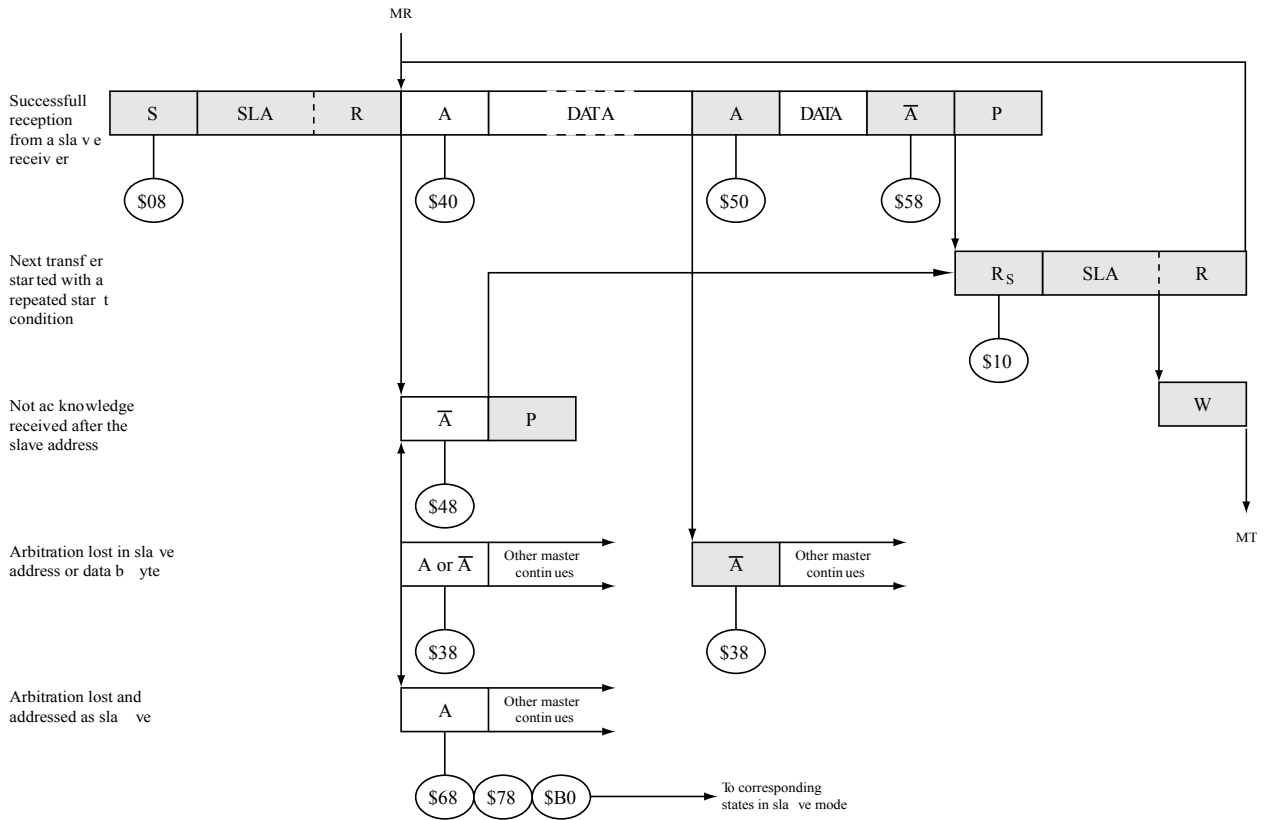 MR
Successfull
reception
from a sla v e
receiv er
S SLA R A DATA A DATA A̅ P
$08 $40 $50 $58
Next transf er
star ted with a
repeated star t
condition
RS SLA R
$10
Not ac knowledge
received after the
slave address
A̅ P
W
$48
MT
Arbitration lost in sla ve
address or data b yte
A or A̅
Other master
contin ues
A̅
Other master
contin ues
$38 $38
Arbitration lost and
addressed as sla ve
A
Other master
contin ues
$68 $78 $B0
To corresponding
states in sla ve mode